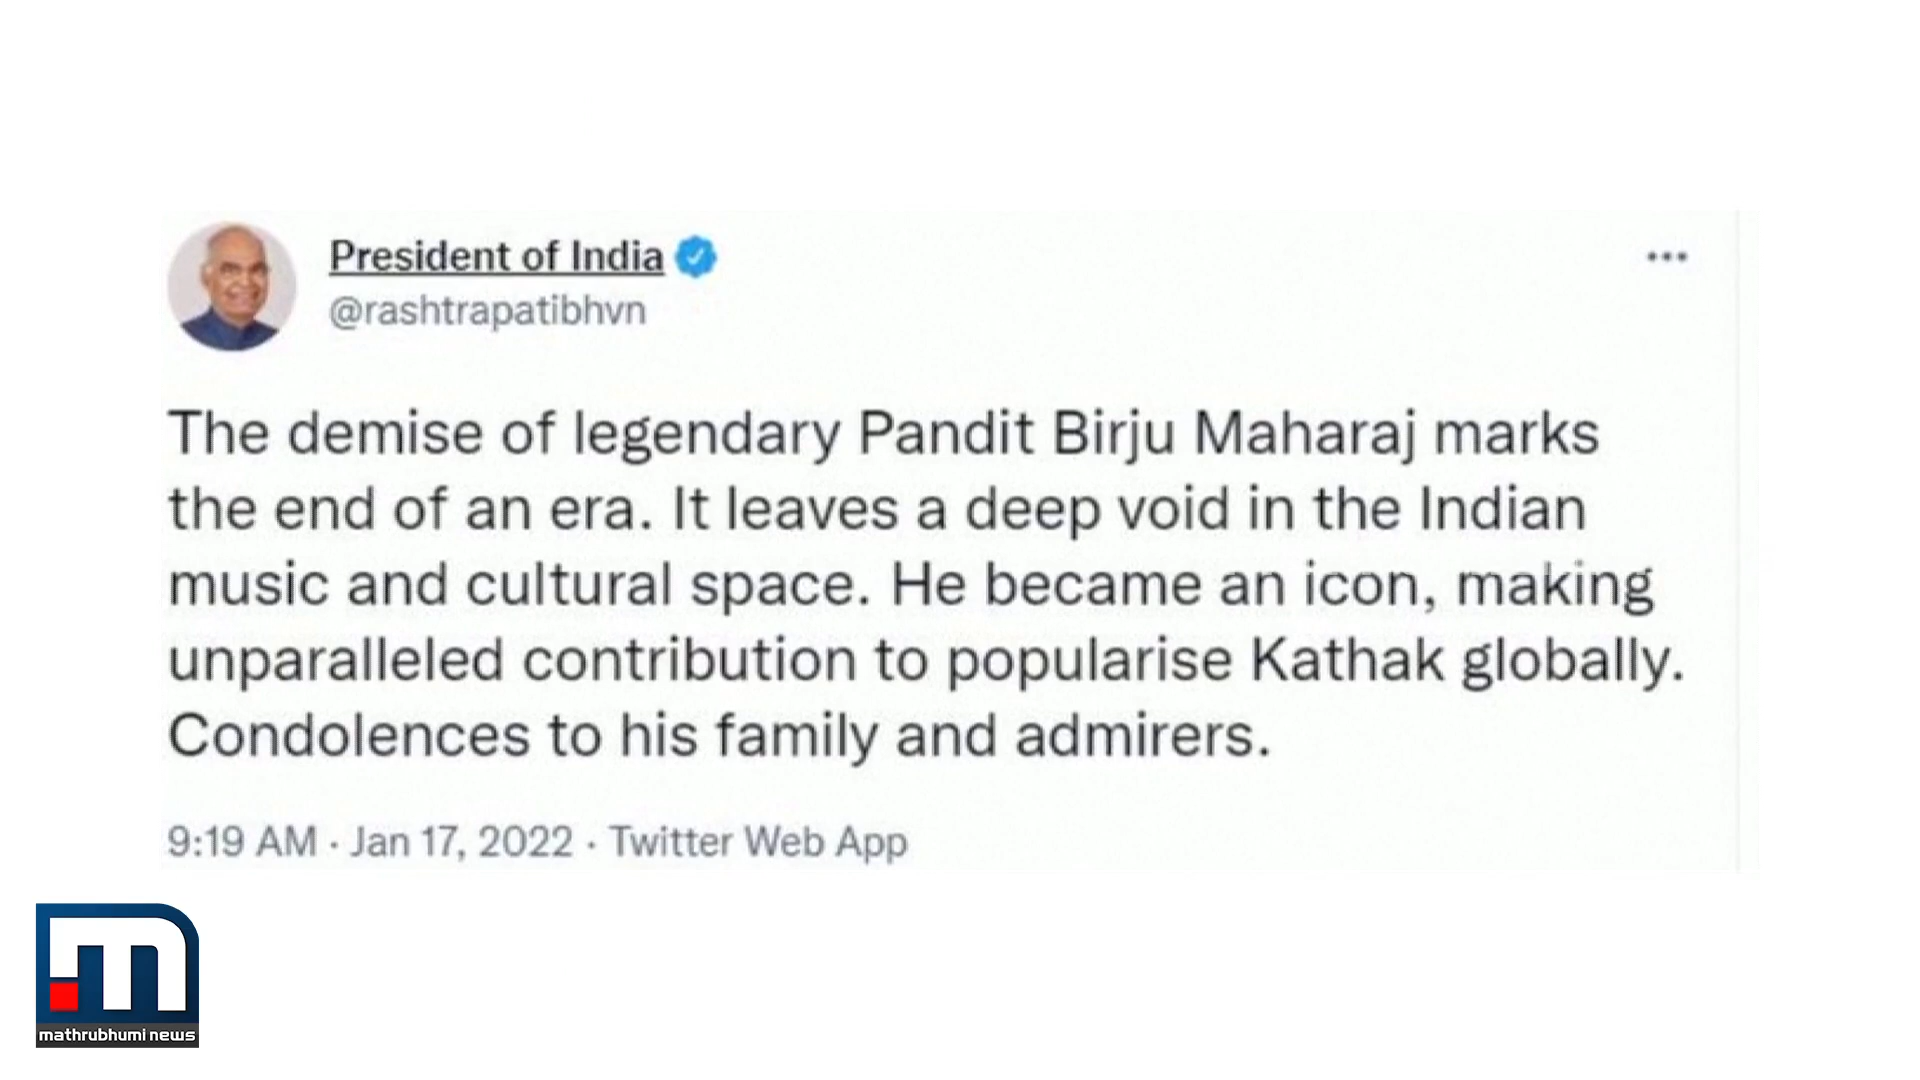 President of India
@rashtrapatibhvn
The demise of legendary Pandit Birju Maharaj marks
the end of an era. It leaves a deep void in the Indian
music and cultural space. He became an icon, making
unparalleled contribution to popularise Kathak globally.
Condolences to his family and admirers.
9:19 AM · Jan 17, 2022 · Twitter Web App
mathrubhumi news